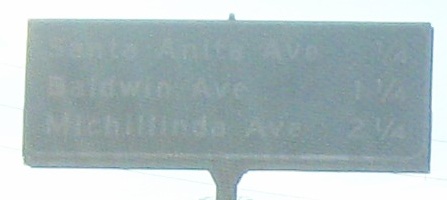 Santa Anita Ave 1/4
Baldwin Ave 1 1/4
Michillinda Ave 2 1/4